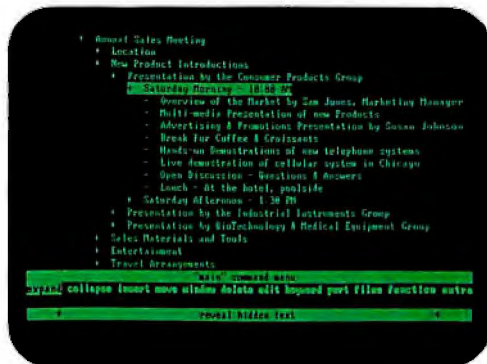 + Annual Sales Meeting
+ Location
+ New Product Introductions
+ Presentation by the Consumer Products Group
+ Saturday Morning - 10:00 AM
- Overview of the Market by Sam Jones, Marketing Manager
- Multi-media Presentation of new Products
- Advertising & Promotions Presentation by Susan Johnson
- Break for Coffee & Croissants
- Hands-on Demostrations of new telephone systems
- Live demostration of cellular system in Chicago
- Open Discussion - Questions & Answers
- Lunch - At the hotel, poolside
+ Saturday Afternoon - 1:30 PM
+ Presentation by the Industrial Instruments Group
+ Presentation by BioTechnology & Medical Equipment Group
+ Sales Materials and Tools
+ Entertainment
+ Travel Arrangements
"main" command menu
expand collapse insert move window delete edit keyword port files function extra
reveal hidden text